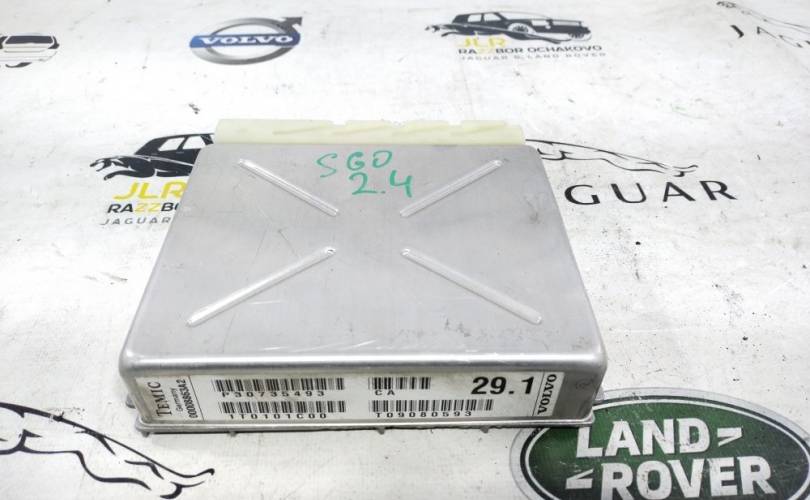 VOLVO
JLR
RAZZBOR OCHAKOVO
JAGUAR & LAND ROVER
S60
2.4
JLR
RAZZBOR
JAGUAR
GUAR
TEMIC
Germany
00008863A2
P30735493
CA
29.1
VOLVO
1T0101C00
T09080593
LAND
ROVER